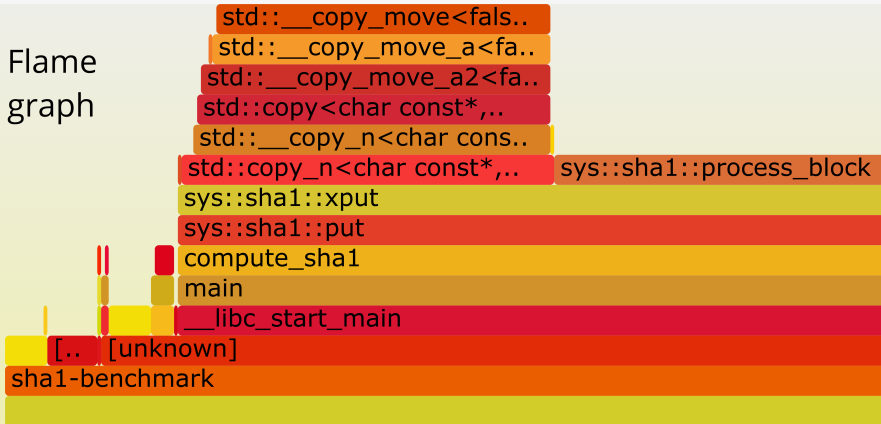 std::__copy_move<fals..
std::__copy_move_a<fa..
Flame
graph
std::__copy_move_a2<fa..
std::copy<char const*,..
std::__copy_n<char cons..
std::copy_n<char const*,..
sys::sha1::process_block
sys::sha1::xput
sys::sha1::put
compute_sha1
main
__libc_start_main
[..
[unknown]
sha1-benchmark